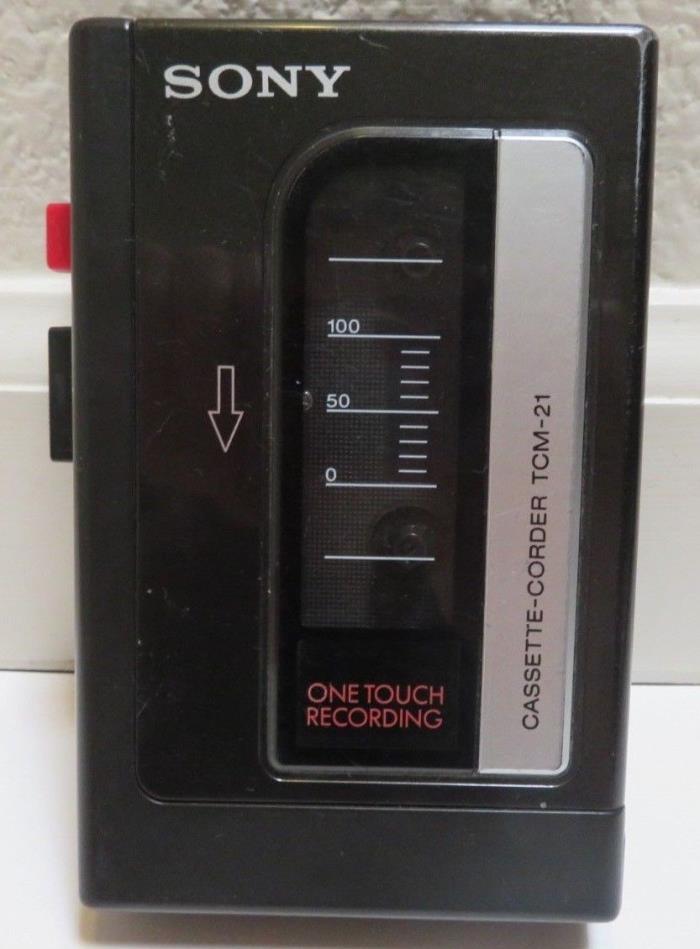 SONY
100
50
0
ONE TOUCH
RECORDING
CASSETTE-CORDER TCM-21